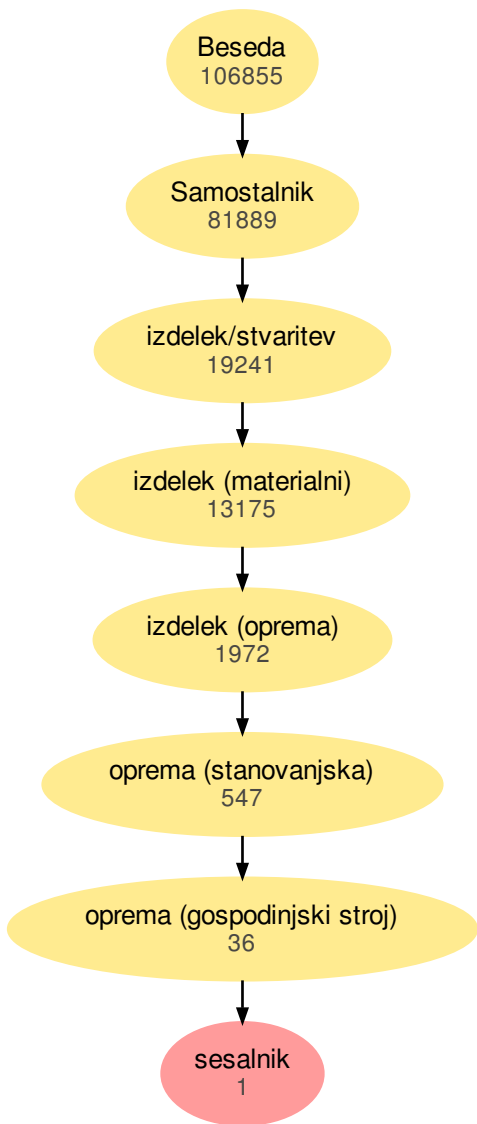 Beseda
106855
Samostalnik
81889
izdelek/stvaritev
19241
izdelek (materialni)
13175
izdelek (oprema)
1972
oprema (stanovanjska)
547
oprema (gospodinjski stroj)
36
sesalnik
1